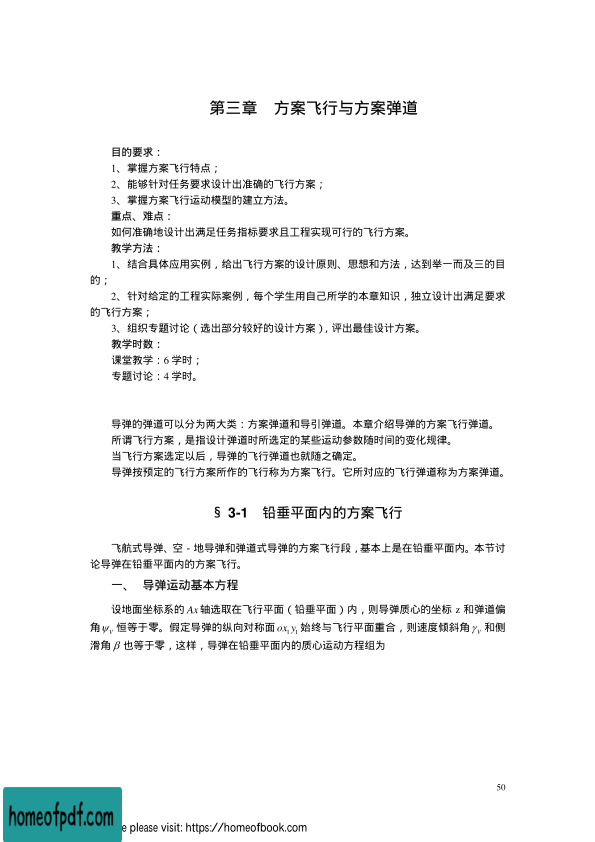 第三章　方案飞行与方案弹道
目的要求：
1、掌握方案飞行特点；
2、能够针对任务要求设计出准确的飞行方案；
3、掌握方案飞行运动模型的建立方法。
重点、难点：
如何准确地设计出满足任务指标要求且工程实现可行的飞行方案。
教学方法：
1、结合具体应用实例，给出飞行方案的设计原则、思想和方法，达到举一而及三的目
的；
2、针对给定的工程实际案例，每个学生用自己所学的本章知识，独立设计出满足要求
的飞行方案；
3、组织专题讨论（选出部分较好的设计方案），评出最佳设计方案。
教学时数：
课堂教学：6 学时；
专题讨论：4 学时。
导弹的弹道可以分为两大类：方案弹道和导引弹道。本章介绍导弹的方案飞行弹道。
所谓飞行方案，是指设计弹道时所选定的某些运动参数随时间的变化规律。
当飞行方案选定以后，导弹的飞行弹道也就随之确定。
导弹按预定的飞行方案所作的飞行称为方案飞行。它所对应的飞行弹道称为方案弹道。
§ 3-1　铅垂平面内的方案飞行
飞航式导弹、空－地导弹和弹道式导弹的方案飞行段，基本上是在铅垂平面内。本节讨
论导弹在铅垂平面内的方案飞行。
一、　导弹运动基本方程
设地面坐标系的 Ax 轴选取在飞行平面（铅垂平面）内，则导弹质心的坐标 z 和弹道偏
角 ψV 恒等于零。假定导弹的纵向对称面 ox1y1 始终与飞行平面重合，则速度倾斜角 γV 和侧
滑角 β 也等于零，这样，导弹在铅垂平面内的质心运动方程组为
50
homeofpdf.com
e please visit: https://homeofbook.com